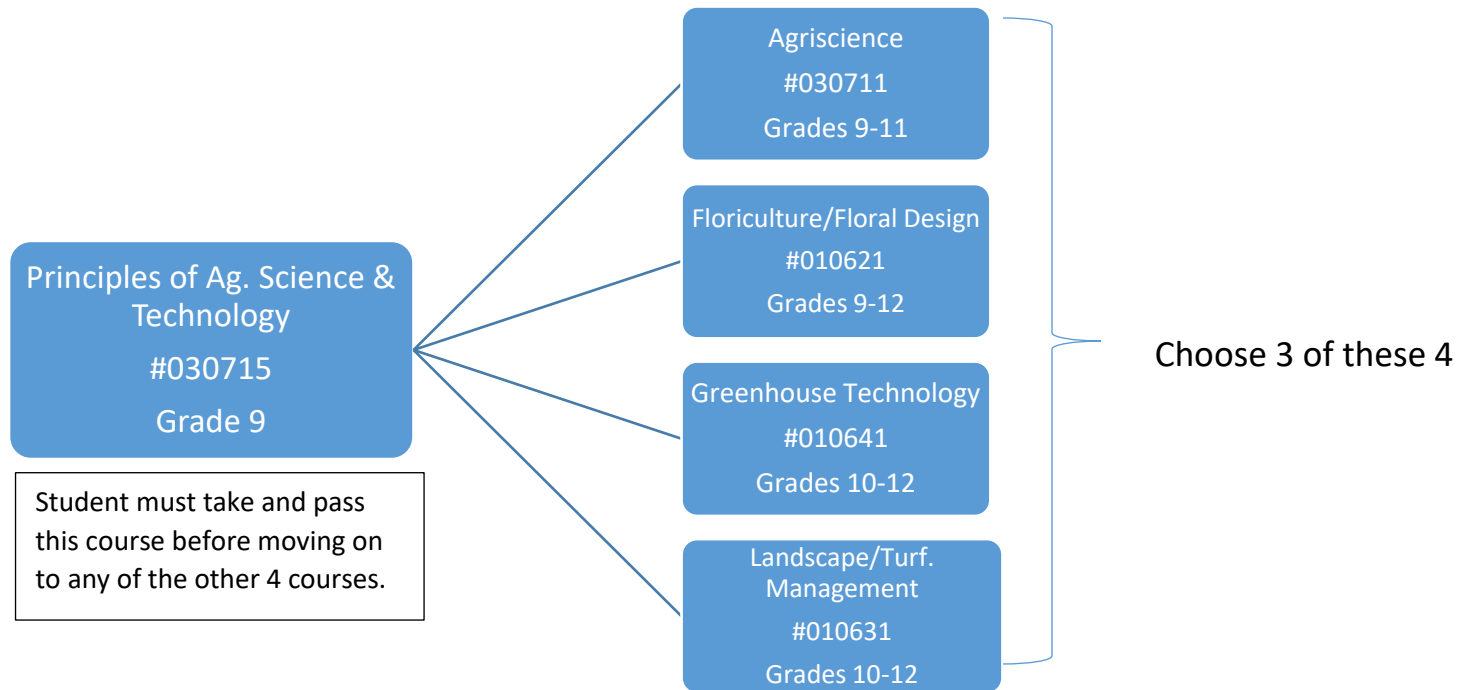 Principles of Ag. Science &
Technology
#030715
Grade 9
Student must take and pass
this course before moving on
to any of the other 4 courses.
Agriscience
#030711
Grades 9-11
Floriculture/Floral Design
#010621
Grades 9-12
Greenhouse Technology
#010641
Grades 10-12
Landscape/Turf.
Management
#010631
Grades 10-12
Choose 3 of these 4